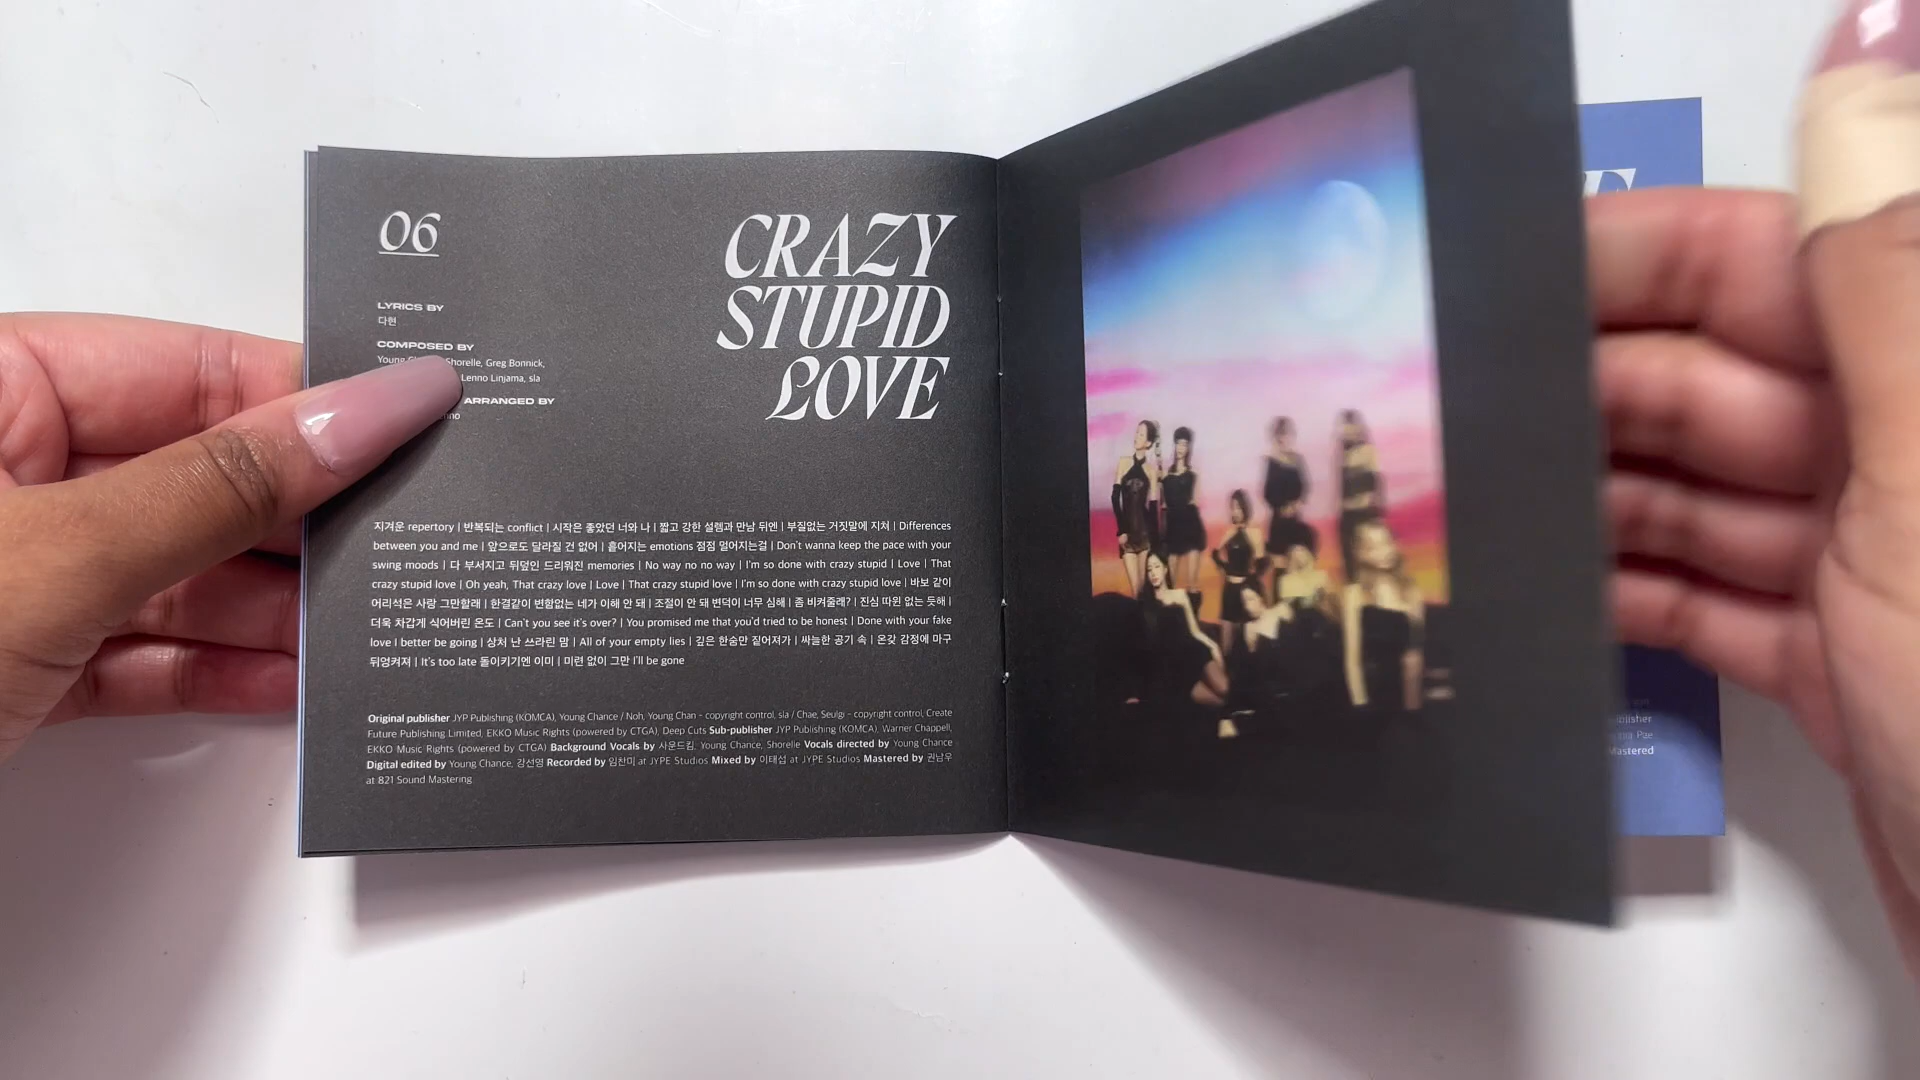 06
CRAZY
STUPID
LOVE
LYRICS BY
다현
COMPOSED BY
Young Shorelle, Greg Bonnick,
Lenno Linjama, sla
ARRANGED BY
지겨운 repertory | 반복되는 conflict | 시작은 좋았던 너와 나 | 짧고 강한 설렘과 만남 뒤엔 | 부질없는 거짓말에 지쳐 | Differences
between you and me | 앞으로도 달라질 건 없어 | 흩어지는 emotions 점점 멀어지는걸 | Don't wanna keep the pace with your
swing moods | 다 부서지고 뒤덮인 드리워진 memories | No way no no way | I'm so done with crazy stupid | Love | That
crazy stupid love | Oh yeah, That crazy love | Love | That crazy stupid love | I'm so done with crazy stupid love | 바보 같이
어리석은 사랑 그만할래 | 한결같이 변함없는 네가 이해 안 돼 | 조절이 안 돼 변덕이 너무 심해 | 좀 비켜줄래? | 진심 따윈 없는 듯해 |
더욱 차갑게 식어버린 온도 | Can't you see it's over? | You promised me that you'd tried to be honest | Done with your fake
love I better be going | 상처 난 쓰라린 맘 | All of your empty lies | 깊은 한숨만 짙어져가 | 싸늘한 공기 속 | 온갖 감정에 마구
뒤엉켜져 | It's too late 돌이키기엔 이미 | 미련 없이 그만 I'll be gone
Original publisher JYP Publishing (KOMCA), Young Chance / Noh, Young Chan - copyright control, sla / Chae, Seulgi - copyright control, Create
Future Publishing Limited, EKKO Music Rights (powered by CTGA), Deep Cuts Sub-publisher JYP Publishing (KOMCA), Warner Chappell,
EKKO Music Rights (powered by CTGA) Background Vocals by 사운드킴, Young Chance, Shorelle Vocals directed by Young Chance
Digital edited by Young Chance, 강선영 Recorded by 임찬미 at JYPE Studios Mixed by 이태섭 at JYPE Studios Mastered by 권남우
at 821 Sound Mastering
Mastered